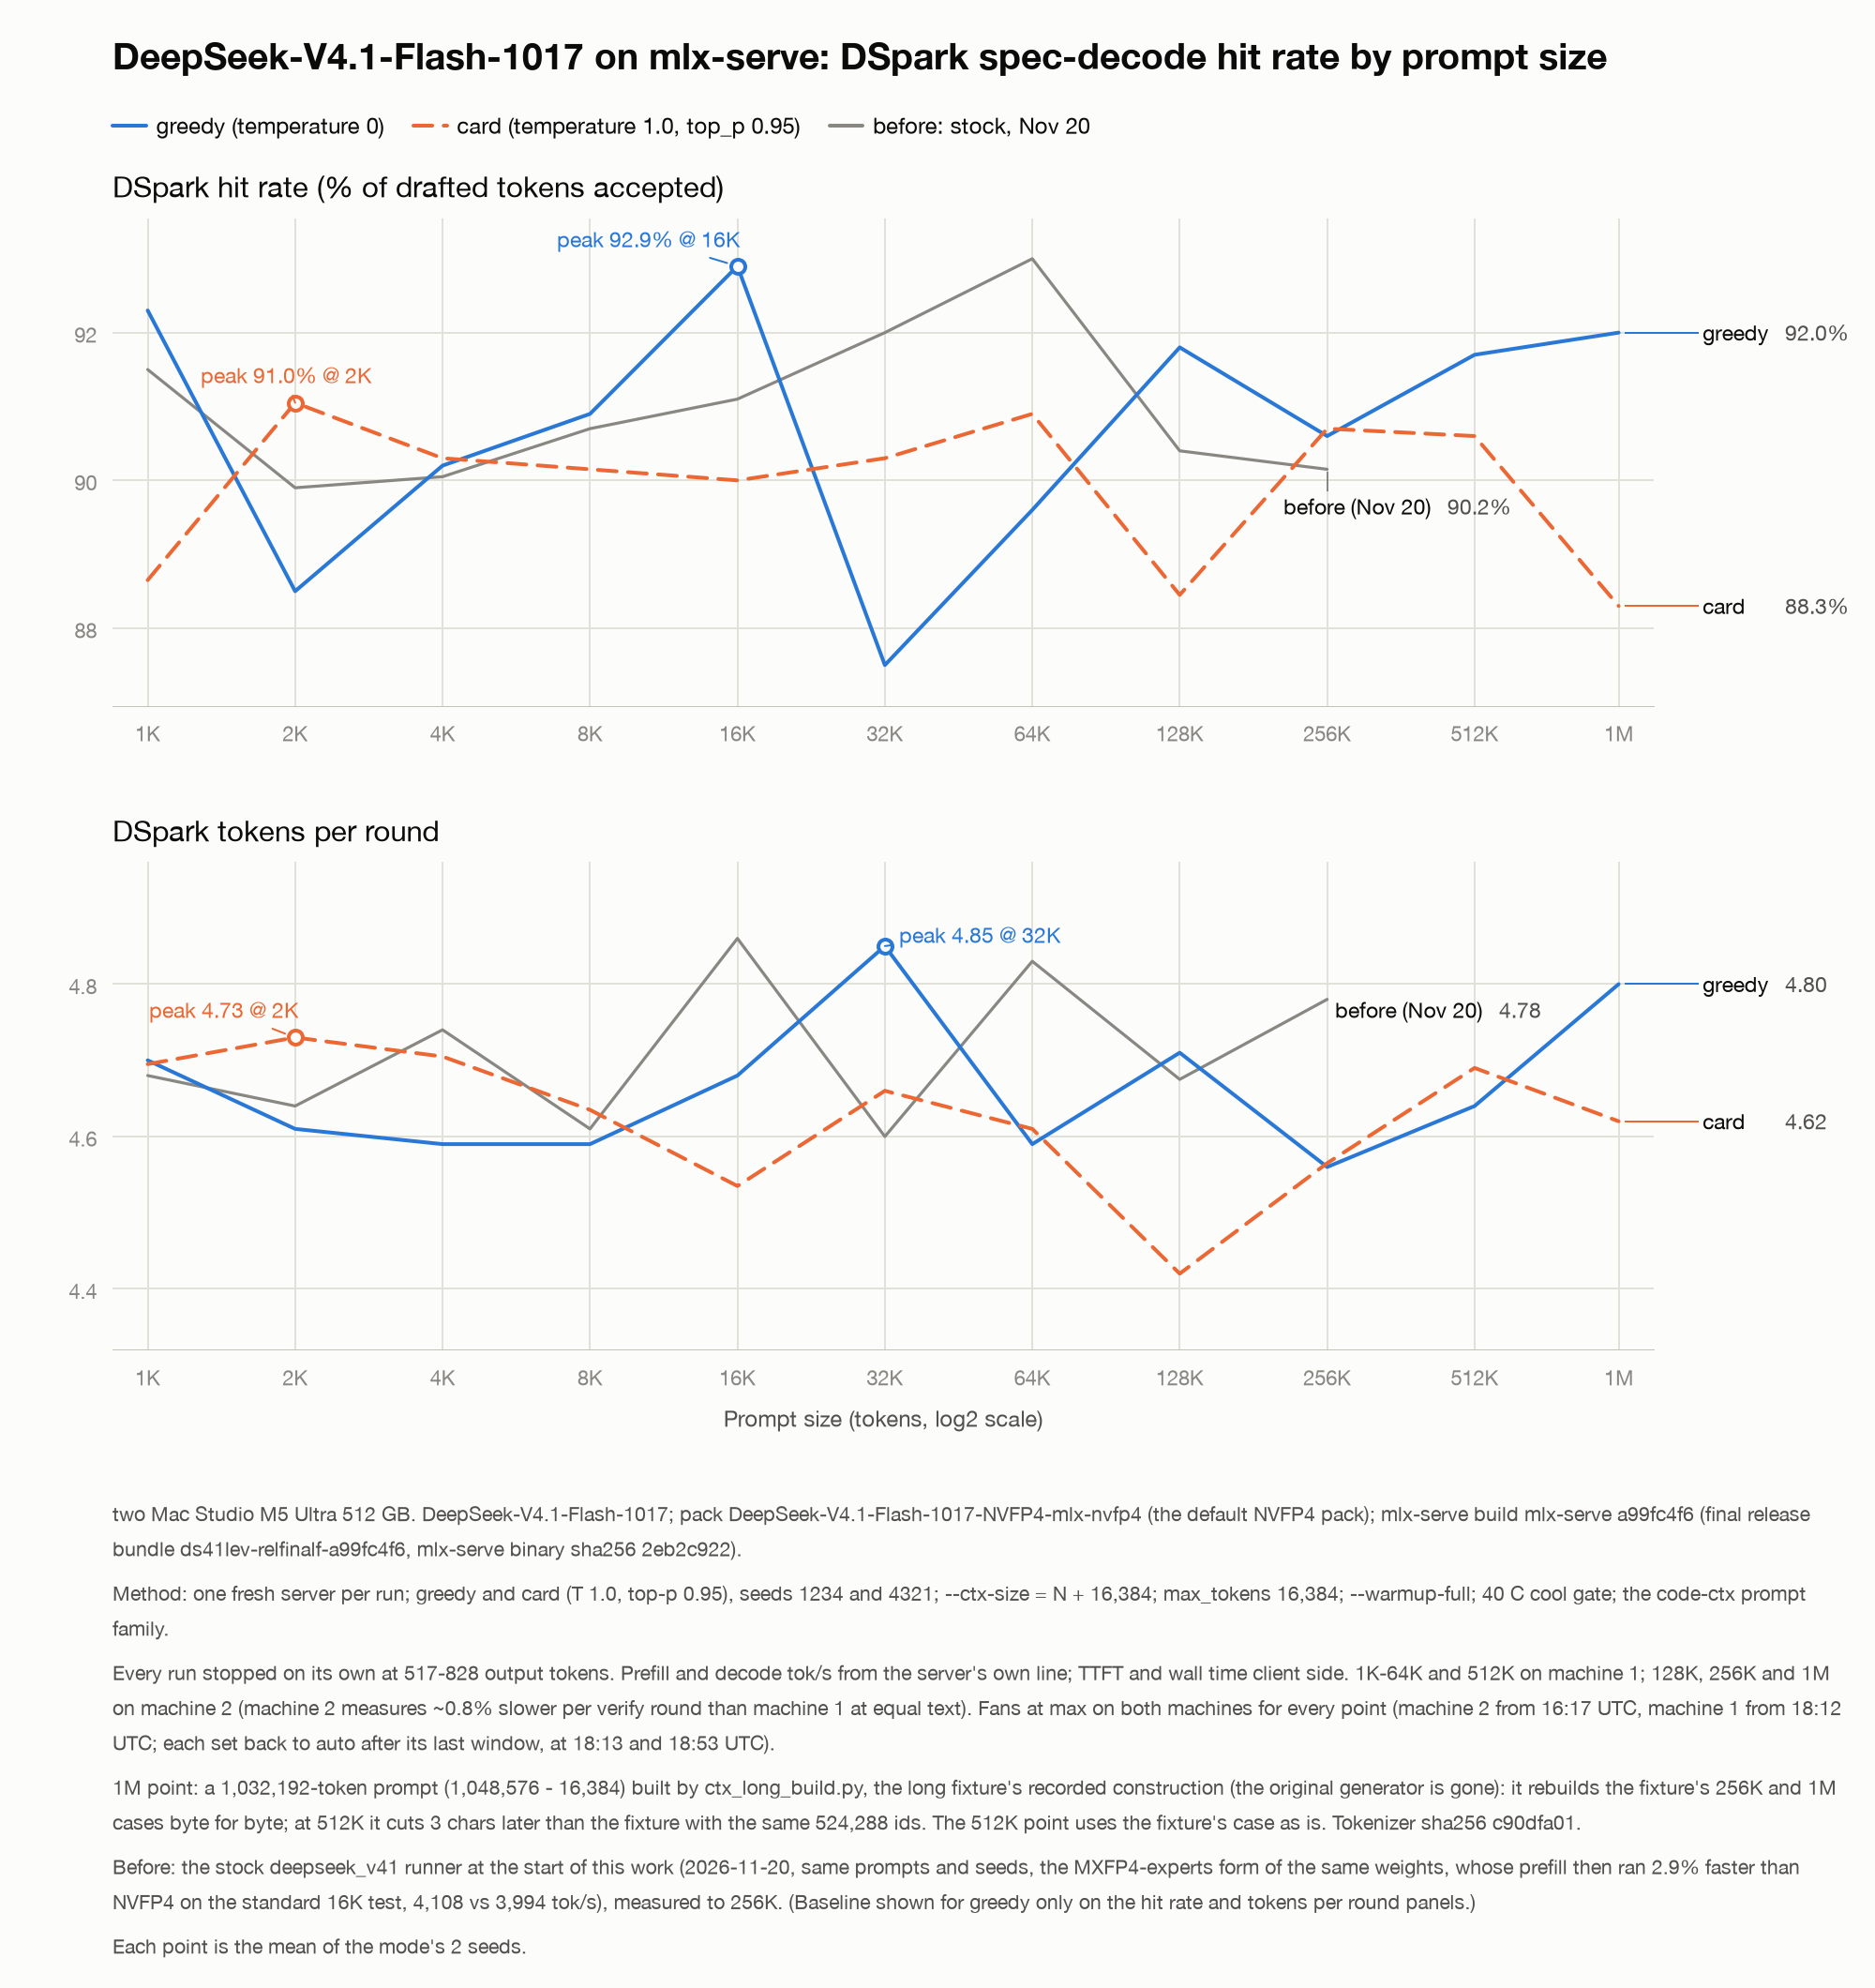 DeepSeek-V4.1-Flash-1017 on mlx-serve: DSpark spec-decode hit rate by prompt size
greedy (temperature 0)
card (temperature 1.0, top_p 0.95)
before: stock, Nov 20
DSpark hit rate (% of drafted tokens accepted)
peak 92.9% @ 16K
peak 91.0% @ 2K
92
90
88
greedy 92.0%
before (Nov 20) 90.2%
card 88.3%
1K 2K 4K 8K 16K 32K 64K 128K 256K 512K 1M
DSpark tokens per round
peak 4.85 @ 32K
peak 4.73 @ 2K
4.8
4.6
4.4
greedy 4.80
before (Nov 20) 4.78
card 4.62
1K 2K 4K 8K 16K 32K 64K 128K 256K 512K 1M
Prompt size (tokens, log2 scale)
two Mac Studio M5 Ultra 512 GB. DeepSeek-V4.1-Flash-1017; pack DeepSeek-V4.1-Flash-1017-NVFP4-mlx-nvfp4 (the default NVFP4 pack); mlx-serve build mlx-serve a99fc4f6 (final release
bundle ds41lev-relfinalf-a99fc4f6, mlx-serve binary sha256 2eb2c922).
Method: one fresh server per run; greedy and card (T 1.0, top-p 0.95), seeds 1234 and 4321; --ctx-size = N + 16,384; max_tokens 16,384; --warmup-full; 40 C cool gate; the code-ctx prompt
family.
Every run stopped on its own at 517-828 output tokens. Prefill and decode tok/s from the server's own line; TTFT and wall time client side. 1K-64K and 512K on machine 1; 128K, 256K and 1M
on machine 2 (machine 2 measures ~0.8% slower per verify round than machine 1 at equal text). Fans at max on both machines for every point (machine 2 from 16:17 UTC, machine 1 from 18:12
UTC; each set back to auto after its last window, at 18:13 and 18:53 UTC).
1M point: a 1,032,192-token prompt (1,048,576 - 16,384) built by ctx_long_build.py, the long fixture's recorded construction (the original generator is gone): it rebuilds the fixture's 256K and 1M
cases byte for byte; at 512K it cuts 3 chars later than the fixture with the same 524,288 ids. The 512K point uses the fixture's case as is. Tokenizer sha256 c90dfa01.
Before: the stock deepseek_v41 runner at the start of this work (2026-11-20, same prompts and seeds, the MXFP4-experts form of the same weights, whose prefill then ran 2.9% faster than
NVFP4 on the standard 16K test, 4,108 vs 3,994 tok/s), measured to 256K. (Baseline shown for greedy only on the hit rate and tokens per round panels.)
Each point is the mean of the mode's 2 seeds.